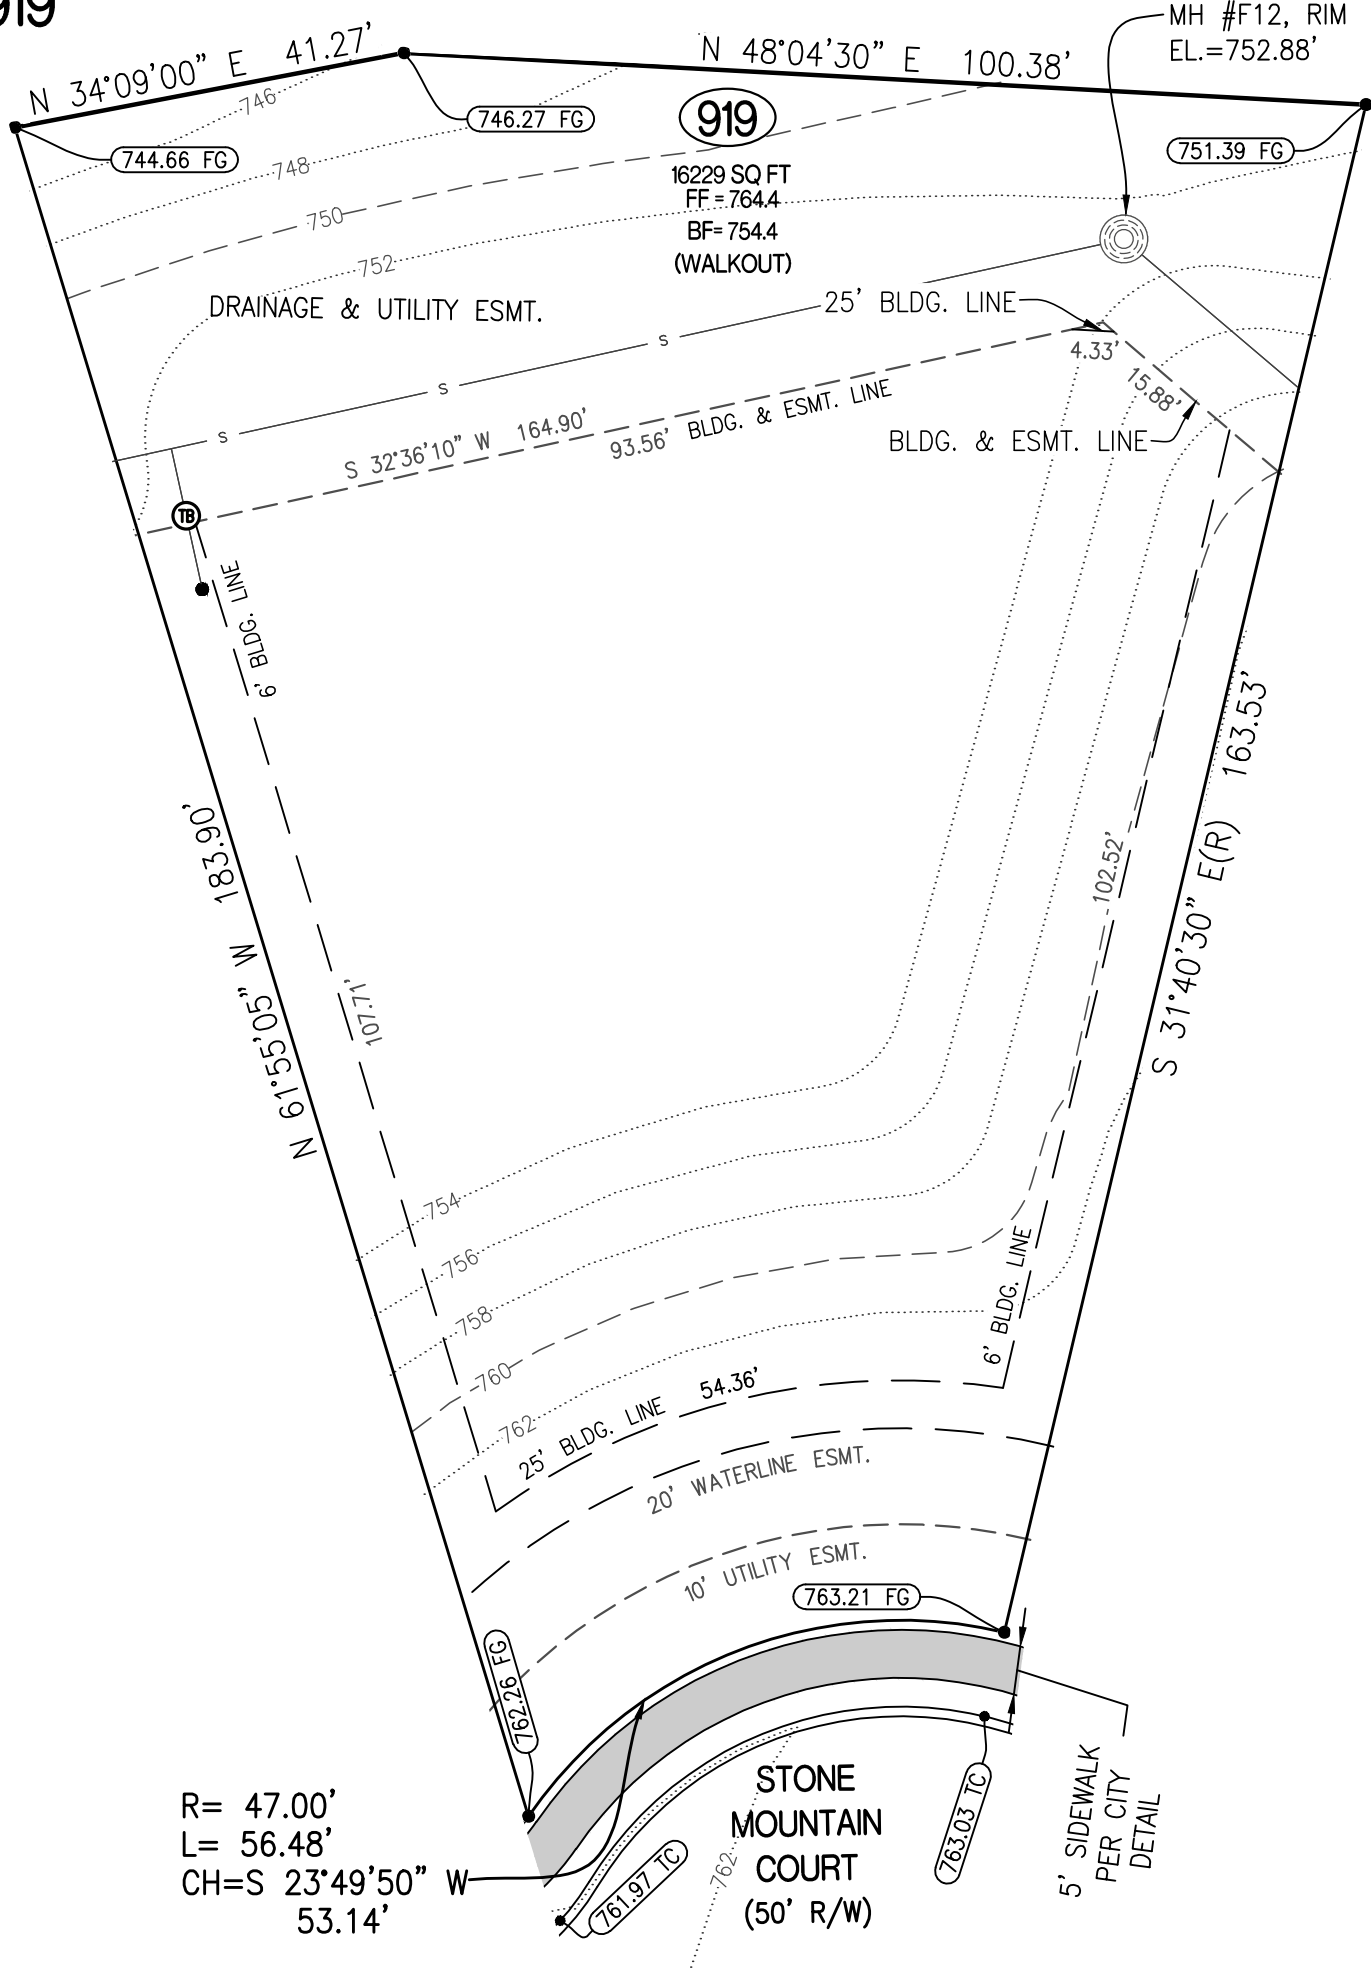 919
N 34°09'00" E 41.27'
N 48°04'30" E 100.38'
MH #F12, RIM
EL.=752.88'
746
746.27 FG
919
744.66 FG
751.39 FG
748
16229 SQ FT
FF = 764.4
BF= 754.4
(WALKOUT)
750
752
DRAINAGE & UTILITY ESMT.
25' BLDG. LINE
4.33'
15.88'
s
s
s
S 32°36'10" W 164.90'
93.56' BLDG. & ESMT. LINE
BLDG. & ESMT. LINE
TB
6' BLDG. LINE
N 61°55'05" W 183.90'
107.71'
102.52'
S 31°40'30" E(R) 163.53'
754
756
758
760
762
6' BLDG. LINE
25' BLDG. LINE 54.36'
20' WATERLINE ESMT.
10' UTILITY ESMT.
763.21 FG
762.26 FG
R= 47.00'
L= 56.48'
CH=S 23°49'50" W
53.14'
761.97 TC
762
STONE
MOUNTAIN
COURT
(50' R/W)
763.03 TC
5' SIDEWALK
PER CITY
DETAIL